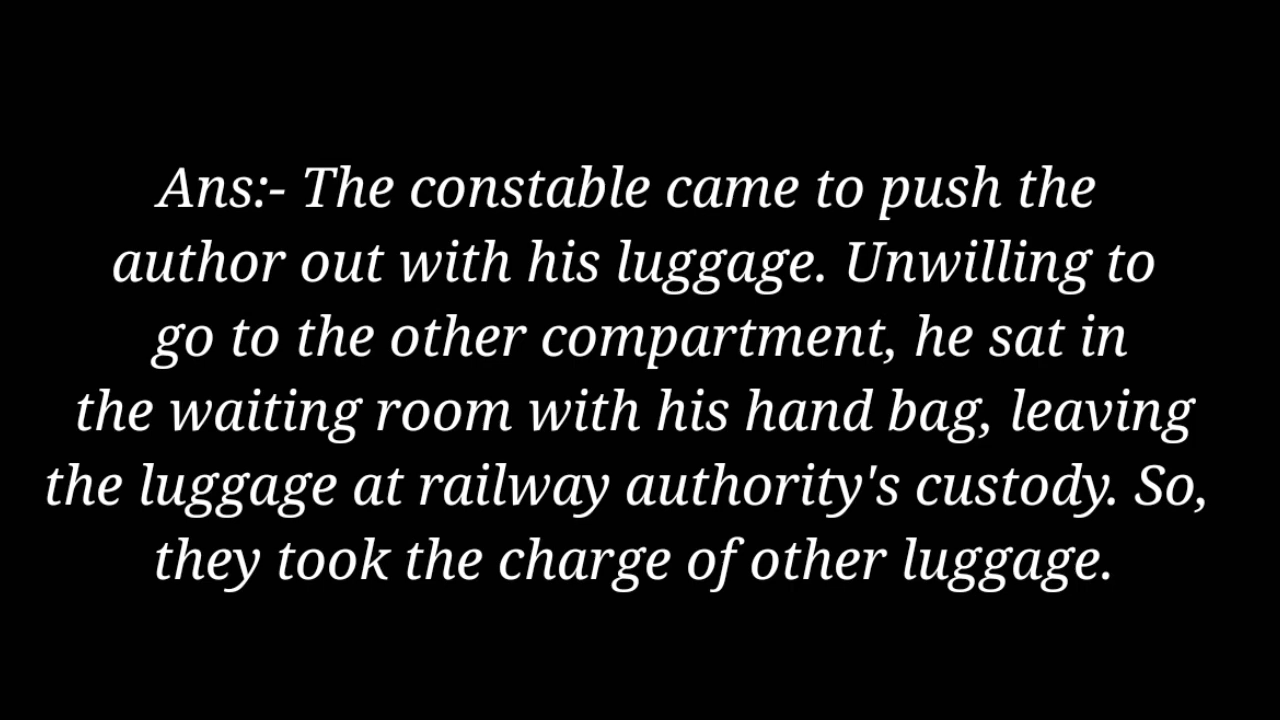 Ans:- The constable came to push the
author out with his luggage. Unwilling to
go to the other compartment, he sat in
the waiting room with his hand bag, leaving
the luggage at railway authority's custody. So,
they took the charge of other luggage.